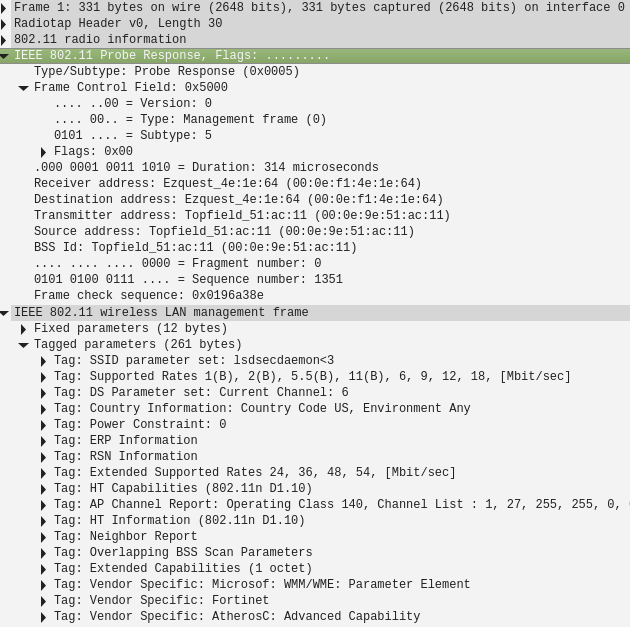 Frame 1: 331 bytes on wire (2648 bits), 331 bytes captured (2648 bits) on interface 0
Radiotap Header v0, Length 30
802.11 radio information
IEEE 802.11 Probe Response, Flags: .........
Type/Subtype: Probe Response (0x0005)
Frame Control Field: 0x5000
.... ..00 = Version: 0
.... 00.. = Type: Management frame (0)
0101 .... = Subtype: 5
Flags: 0x00
.000 0001 0011 1010 = Duration: 314 microseconds
Receiver address: Ezquest_4e:1e:64 (00:0e:f1:4e:1e:64)
Destination address: Ezquest_4e:1e:64 (00:0e:f1:4e:1e:64)
Transmitter address: Topfield_51:ac:11 (00:0e:9e:51:ac:11)
Source address: Topfield_51:ac:11 (00:0e:9e:51:ac:11)
BSS Id: Topfield_51:ac:11 (00:0e:9e:51:ac:11)
.... .... .... 0000 = Fragment number: 0
0101 0100 0111 .... = Sequence number: 1351
Frame check sequence: 0x0196a38e
IEEE 802.11 wireless LAN management frame
Fixed parameters (12 bytes)
Tagged parameters (261 bytes)
Tag: SSID parameter set: lsdsecdaemon<3
Tag: Supported Rates 1(B), 2(B), 5.5(B), 11(B), 6, 9, 12, 18, [Mbit/sec]
Tag: DS Parameter set: Current Channel: 6
Tag: Country Information: Country Code US, Environment Any
Tag: Power Constraint: 0
Tag: ERP Information
Tag: RSN Information
Tag: Extended Supported Rates 24, 36, 48, 54, [Mbit/sec]
Tag: HT Capabilities (802.11n D1.10)
Tag: AP Channel Report: Operating Class 140, Channel List : 1, 27, 255, 255, 0,
Tag: HT Information (802.11n D1.10)
Tag: Neighbor Report
Tag: Overlapping BSS Scan Parameters
Tag: Extended Capabilities (1 octet)
Tag: Vendor Specific: Microsof: WMM/WME: Parameter Element
Tag: Vendor Specific: Fortinet
Tag: Vendor Specific: AtherosC: Advanced Capability